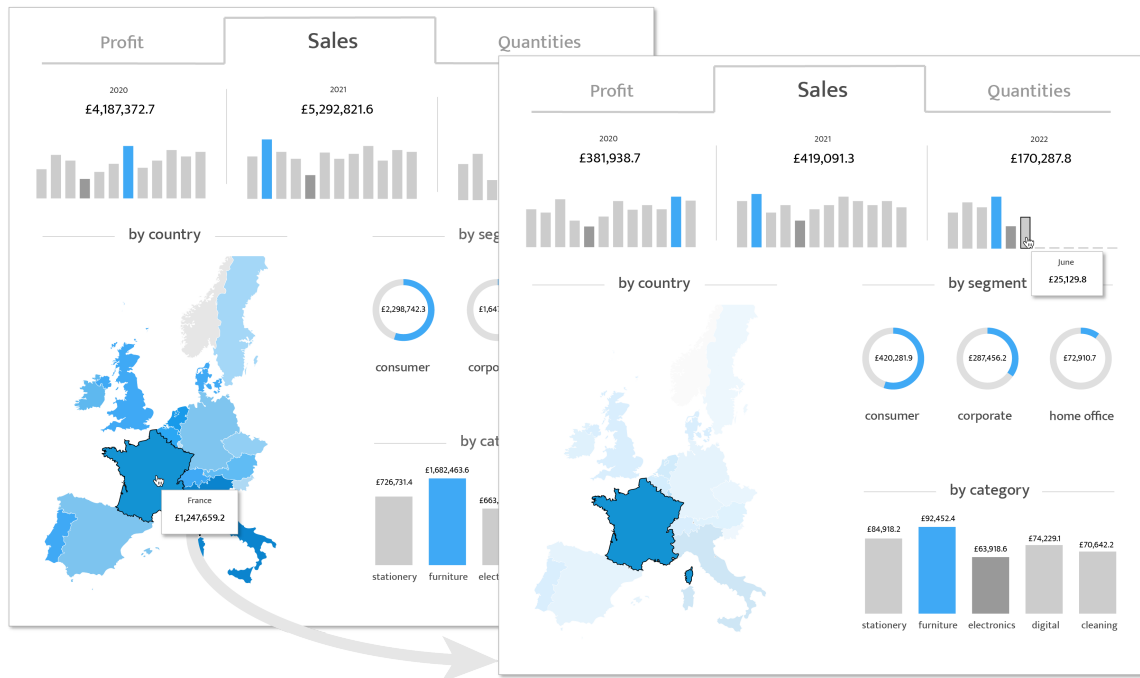 Profit
Sales
Quantities
2020
£4,187,372.7
2021
£5,292,821.6
by country
by seg
£2,298,742.3
£1,647
consumer
corpo
by cat
£726,731.4
£1,682,463.6
£663,
stationery
furniture
elect
France
£1,247,659.2
Profit
Sales
Quantities
2020
£381,938.7
2021
£419,091.3
2022
£170,287.8
June
£25,129.8
by country
by segment
£420,281.9
£287,456.2
£72,910.7
consumer
corporate
home office
by category
£84,918.2
£92,452.4
£63,918.6
£74,229.1
£70,642.2
stationery
furniture
electronics
digital
cleaning